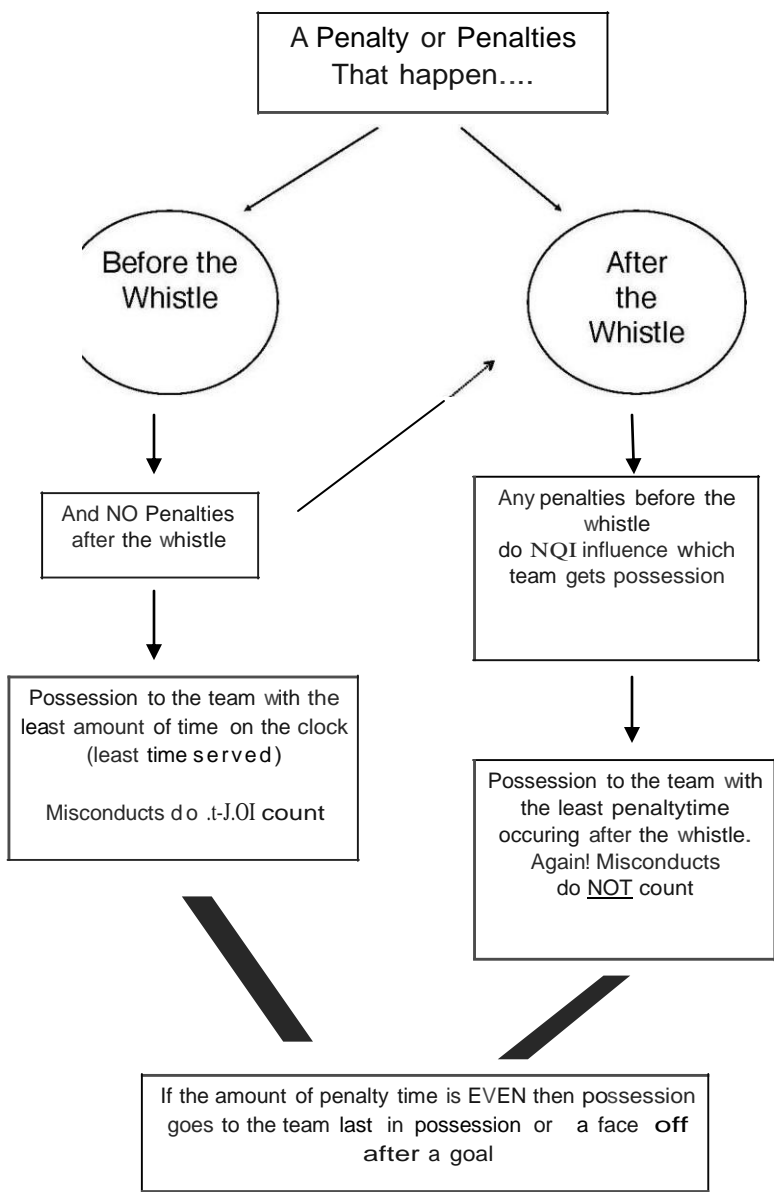 A Penalty or Penalties
That happen....
Before the
Whistle
After
the
Whistle
And NO Penalties
after the whistle
Any penalties before the
whistle
do NQI influence which
team gets possession
Possession to the team with the
least amount of time on the clock
(least time served)
Misconducts do .t-J.OI count
Possession to the team with
the least penaltytime
occuring after the whistle.
Again! Misconducts
do NOT count
If the amount of penalty time is EVEN then possession
goes to the team last in possession or a face off
after a goal